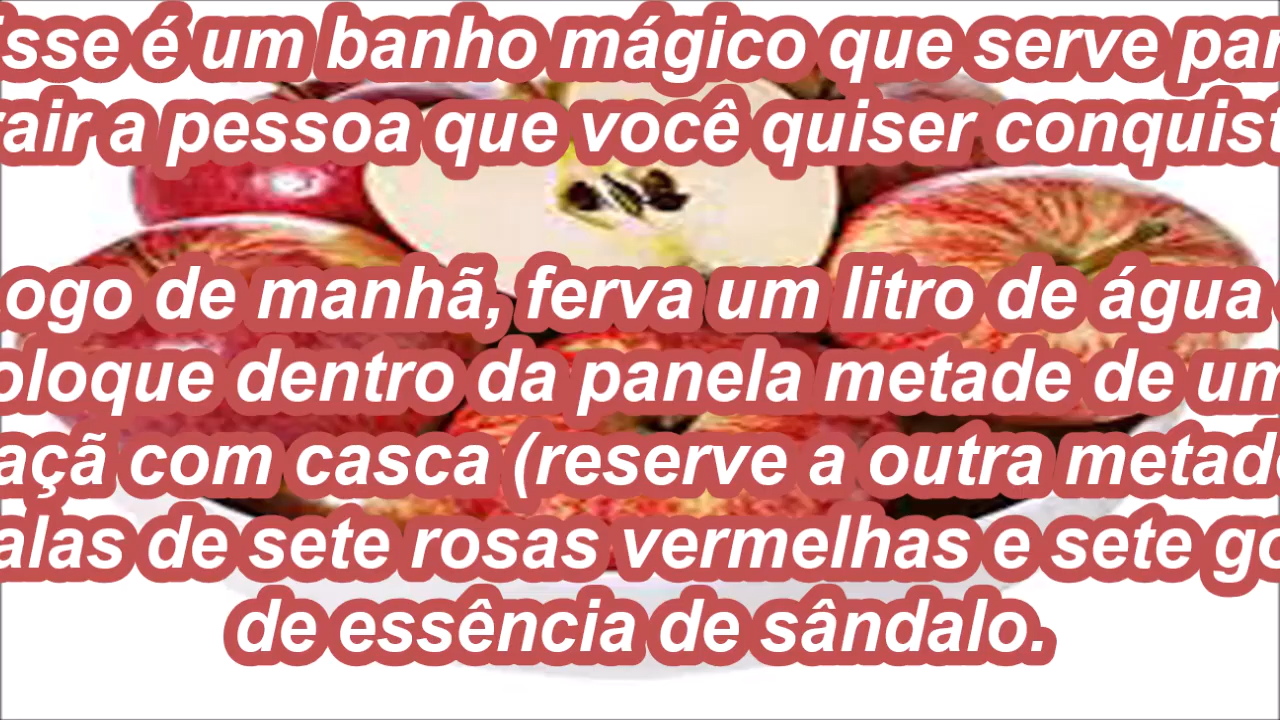 sse é um banho mágico que serve par
rair a pessoa que você quiser conquist
ogo de manhã, ferva um litro de água
oloque dentro da panela metade de um
açã com casca (reserve a outra metade
alas de sete rosas vermelhas e sete go
de essência de sândalo.